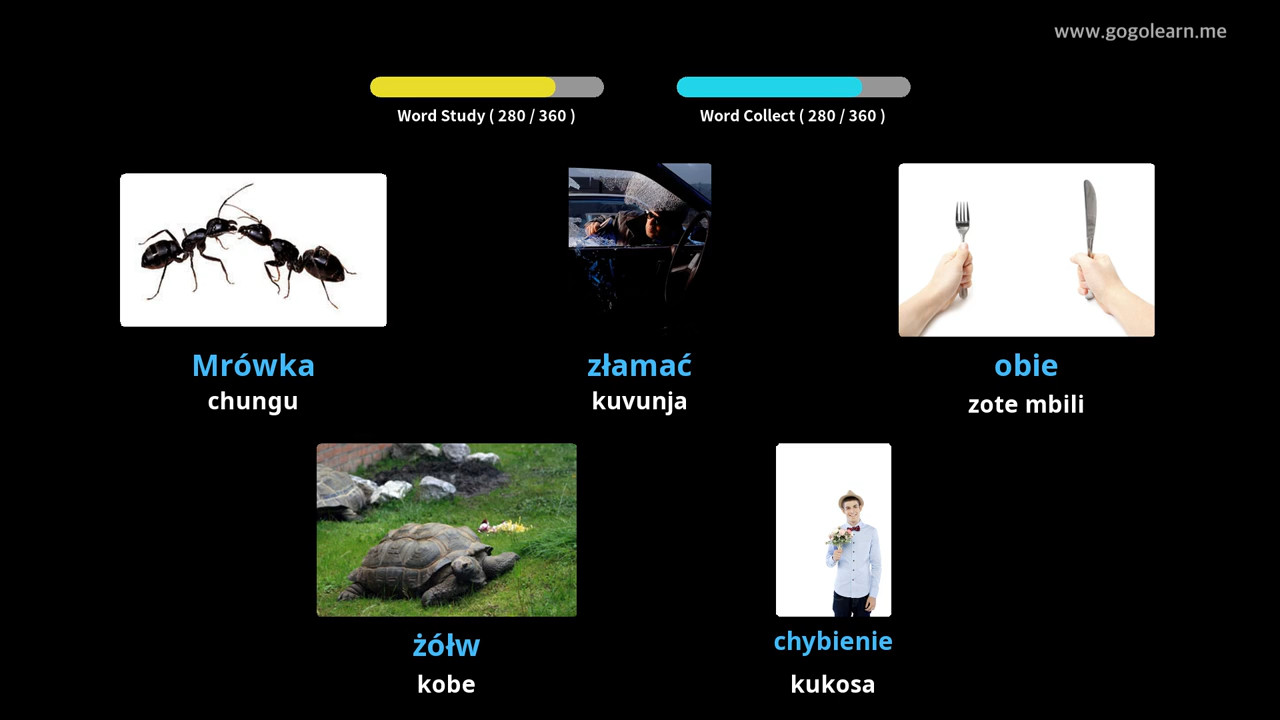 www.gogolearn.me
Word Study ( 280 / 360 )
Word Collect ( 280 / 360 )
Mrówka
chungu
złamać
kuvunja
obie
zote mbili
żółw
kobe
chybienie
kukosa